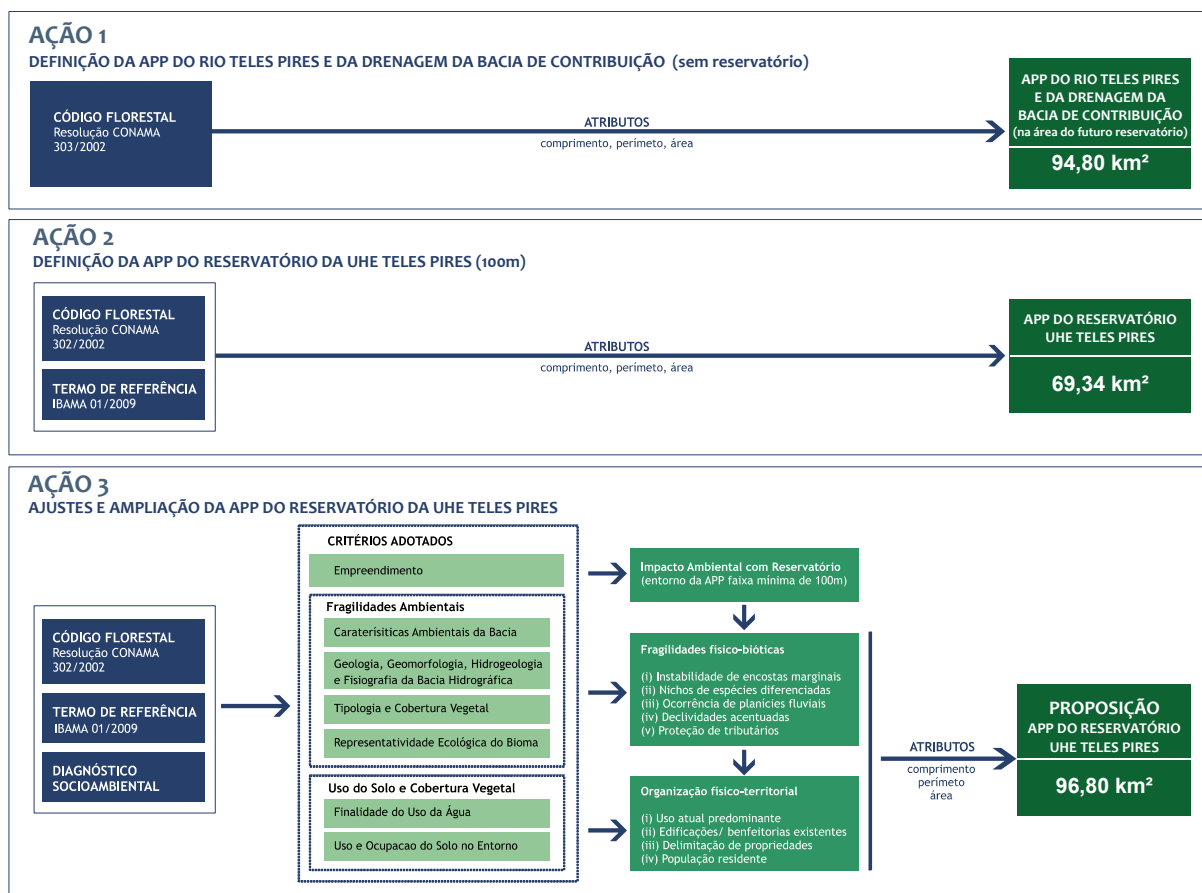 AÇÃO 1
DEFINIÇÃO DA APP DO RIO TELES PIRES E DA DRENAGEM DA BACIA DE CONTRIBUIÇÃO (sem reservatório)
CÓDIGO FLORESTAL
Resolução CONAMA
303/2002
ATRIBUTOS
comprimento, perímeto, área
APP DO RIO TELES PIRES
E DA DRENAGEM DA
BACIA DE CONTRIBUIÇÃO
(na área do futuro reservatório)
94,80 km²
AÇÃO 2
DEFINIÇÃO DA APP DO RESERVATÓRIO DA UHE TELES PIRES (100m)
CÓDIGO FLORESTAL
Resolução CONAMA
302/2002
TERMO DE REFERÊNCIA
IBAMA 01/2009
ATRIBUTOS
comprimento, perímeto, área
APP DO RESERVATÓRIO
UHE TELES PIRES
69,34 km²
AÇÃO 3
AJUSTES E AMPLIAÇÃO DA APP DO RESERVATÓRIO DA UHE TELES PIRES
CÓDIGO FLORESTAL
Resolução CONAMA
302/2002
TERMO DE REFERÊNCIA
IBAMA 01/2009
DIAGNÓSTICO
SOCIOAMBIENTAL
CRITÉRIOS ADOTADOS
Empreendimento
Fragilidades Ambientais
Caraterísiticas Ambientais da Bacia
Geologia, Geomorfologia, Hidrogeologia
e Fisiografia da Bacia Hidrográfica
Tipologia e Cobertura Vegetal
Representatividade Ecológica do Bioma
Uso do Solo e Cobertura Vegetal
Finalidade do Uso da Água
Uso e Ocupacao do Solo no Entorno
Impacto Ambiental com Reservatório
(entorno da APP faixa mínima de 100m)
Fragilidades físico-bióticas
(i) Instabilidade de encostas marginais
(ii) Nichos de espécies diferenciadas
(iii) Ocorrência de planícies fluviais
(iv) Declividades acentuadas
(v) Proteção de tributários
Organização físico-territorial
(i) Uso atual predominante
(ii) Edificações/ benfeitorias existentes
(iii) Delimitação de propriedades
(iv) População residente
ATRIBUTOS
comprimento
perímeto
área
PROPOSIÇÃO
APP DO RESERVATÓRIO
UHE TELES PIRES
96,80 km²